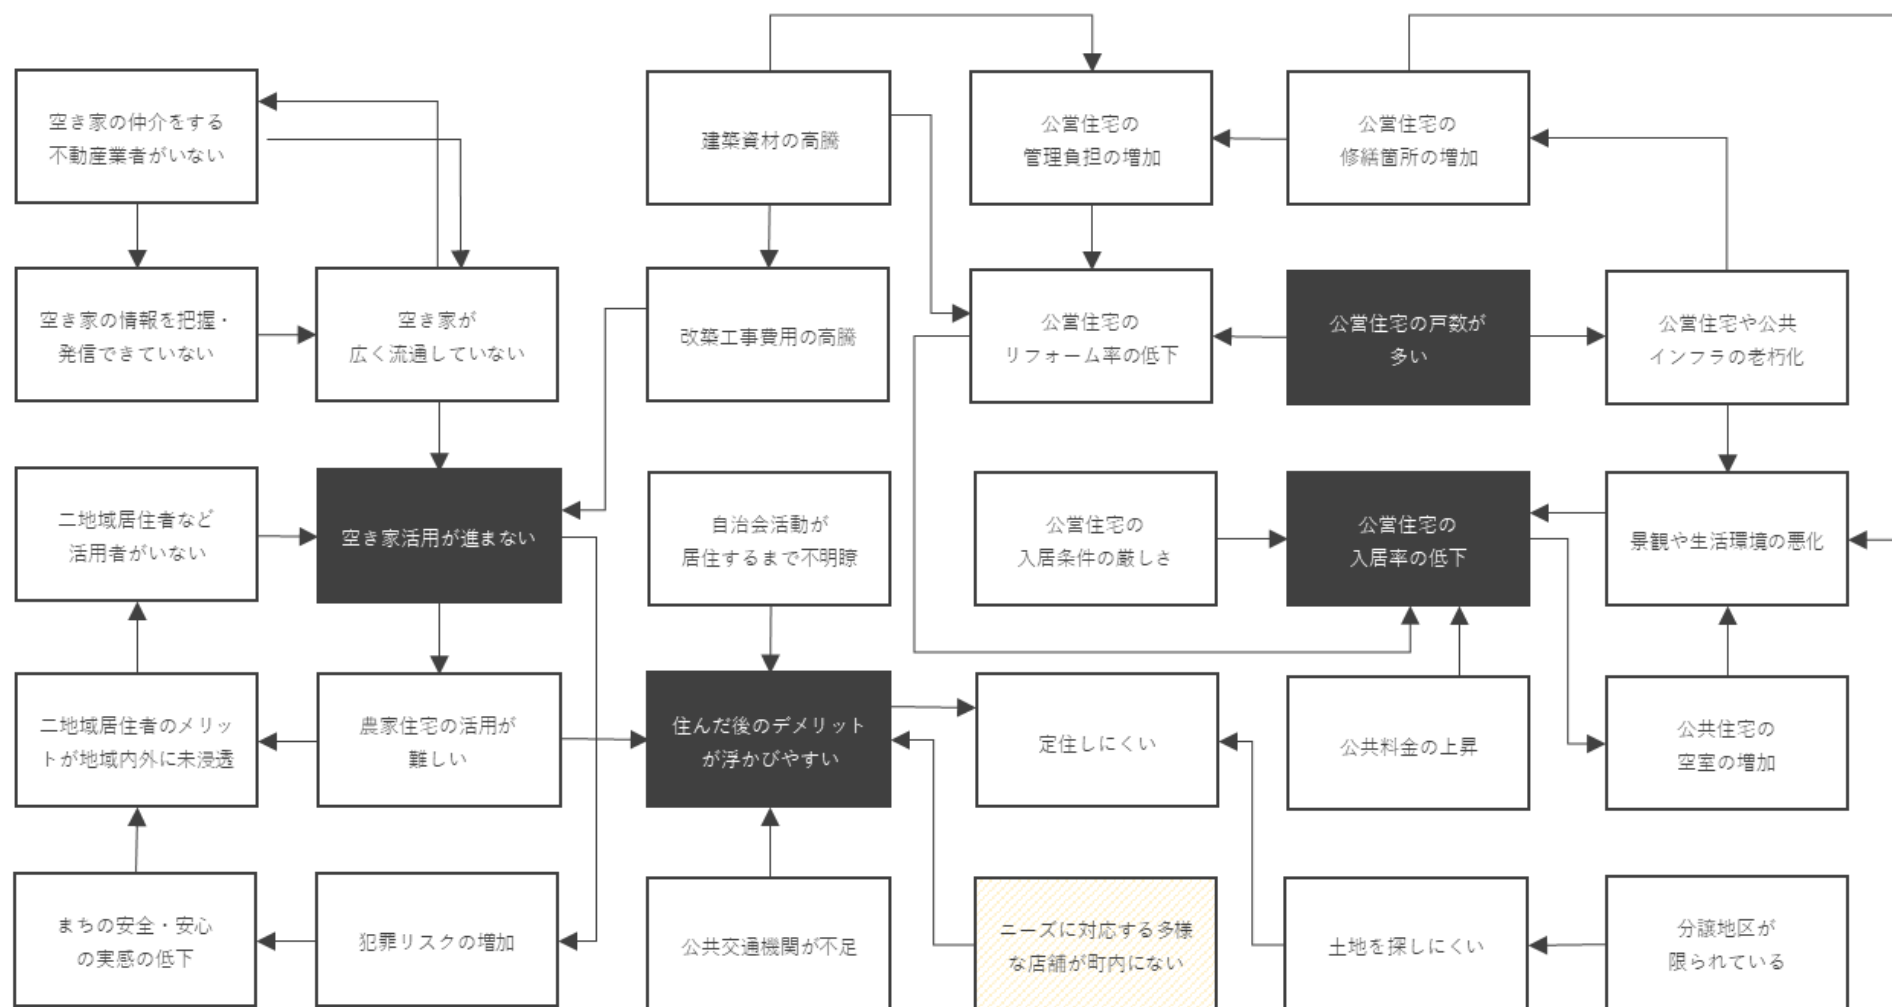 空き家の仲介をする
不動産業者がいない
建築資材の高騰
公営住宅の
管理負担の増加
公営住宅の
修繕箇所の増加
空き家の情報を把握・
発信できていない
空き家が
広く流通していない
改築工事費用の高騰
公営住宅の
リフォーム率の低下
公営住宅の戸数が
多い
公営住宅や公共
インフラの老朽化
二地域居住者など
活用者がいない
空き家活用が進まない
自治会活動が
居住するまで不明瞭
公営住宅の
入居条件の厳しさ
公営住宅の
入居率の低下
景観や生活環境の悪化
二地域居住者のメリッ
トが地域内外に未浸透
農家住宅の活用が
難しい
住んだ後のデメリット
が浮かびやすい
定住しにくい
公共料金の上昇
公共住宅の
空室の増加
まちの安全・安心
の実感の低下
犯罪リスクの増加
公共交通機関が不足
ニーズに対応する多様
な店舗が町内にない
土地を探しにくい
分譲地区が
限られている